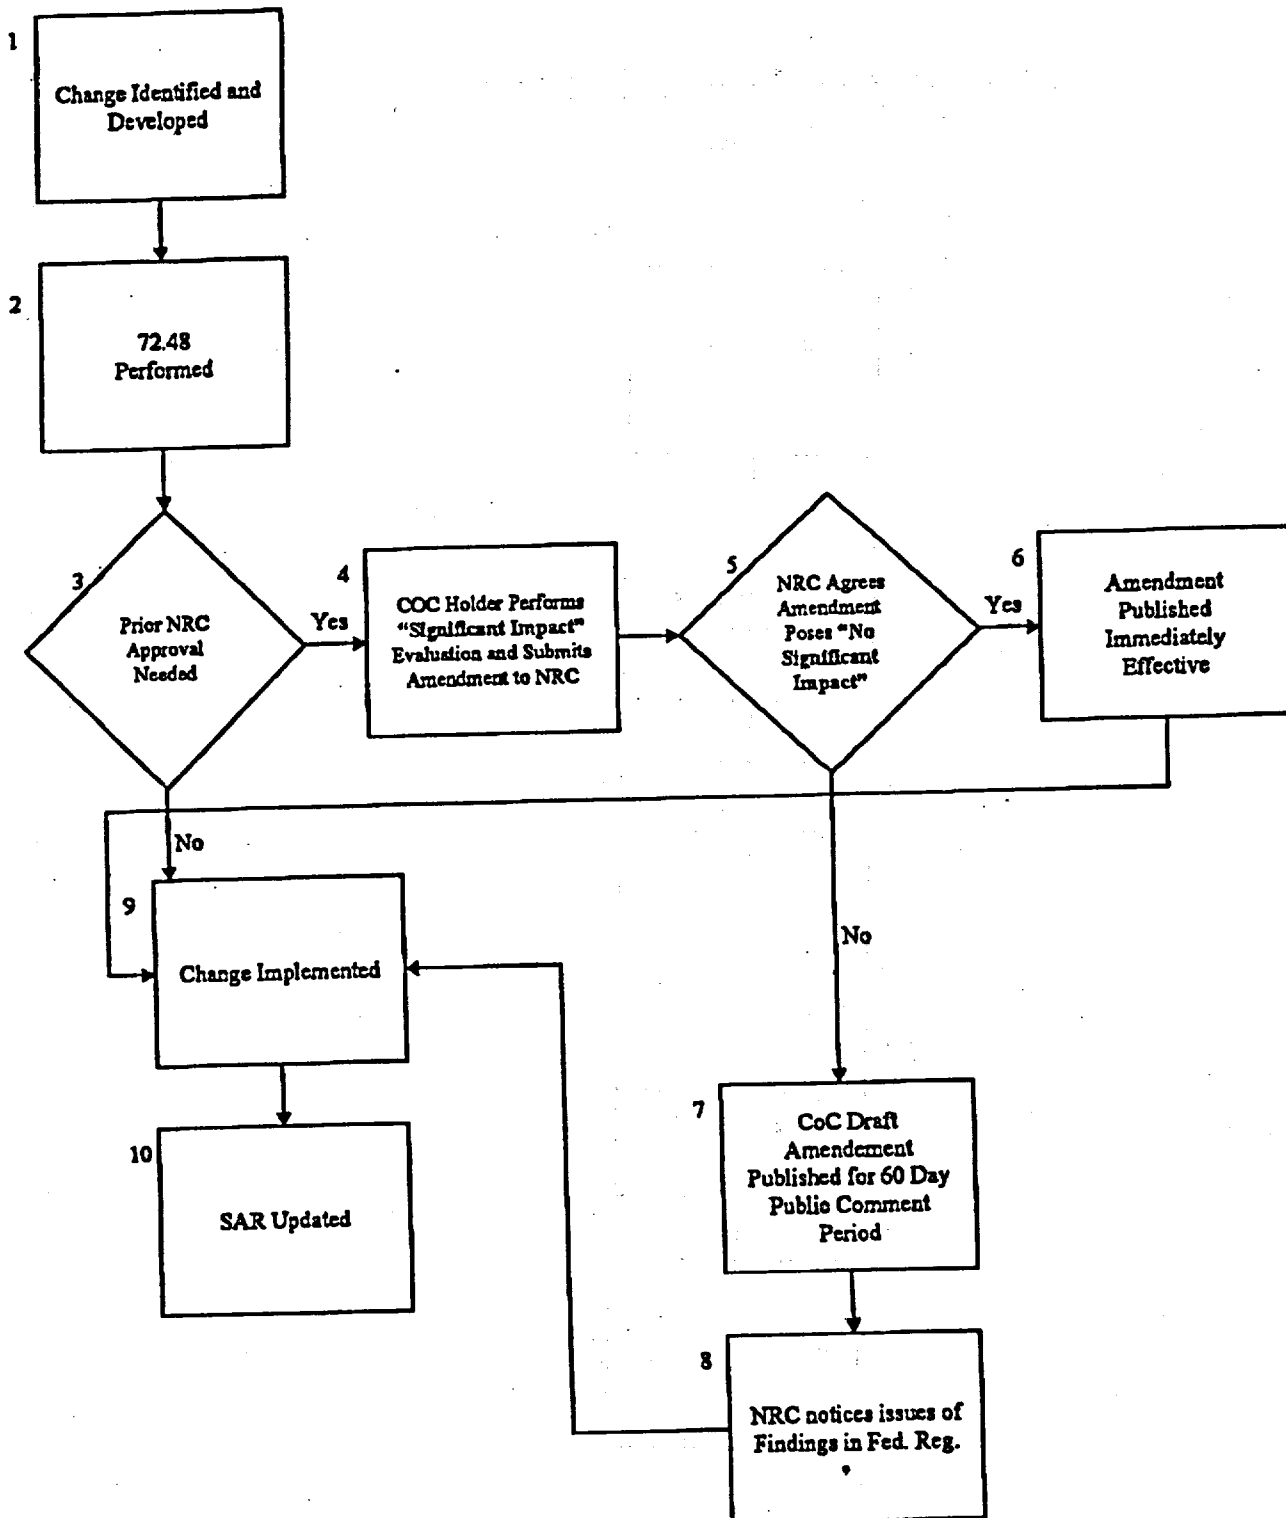 1
Change Identified and
Developed
2
72.48
Performed
3
Prior NRC
Approval
Needed
Yes
4
COC Holder Performs
“Significant Impact”
Evaluation and Submits
Amendment to NRC
5
NRC Agrees
Amendment
Poses “No
Significant
Impact”
Yes
6
Amendment
Published
Immediately
Effective
No
9
Change Implemented
No
10
SAR Updated
7
CoC Draft
Amendement
Published for 60 Day
Public Comment
Period
8
NRC notices issues of
Findings in Fed. Reg.